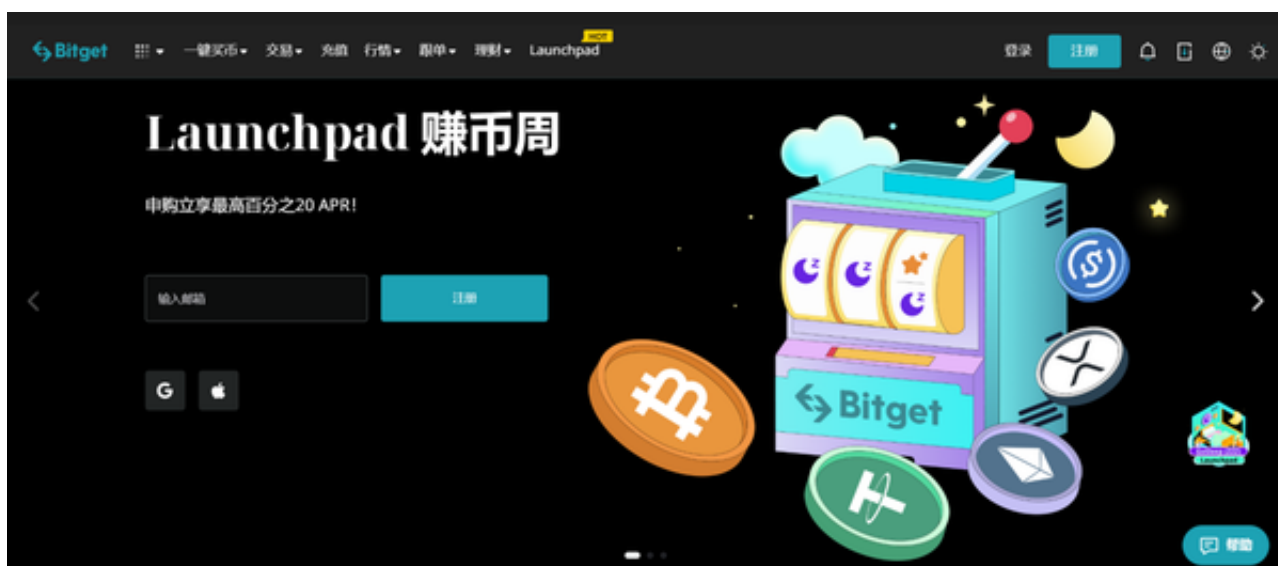 HOT
Bitget 一键买币 交易 充值 行情 跟单 理财 Launchpad 登录 注册
Launchpad 赚币周
申购立享最高百分之20 APR!
输入邮箱 注册
G
Bitget
Launchpad
帮助